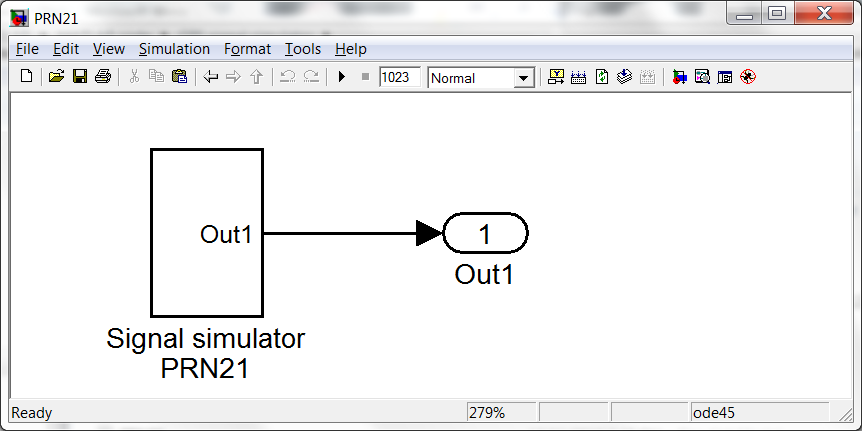 PRN21
File Edit View Simulation Format Tools Help
1023 Normal
Out1
1
Out1
Signal simulator
PRN21
Ready 279% ode45